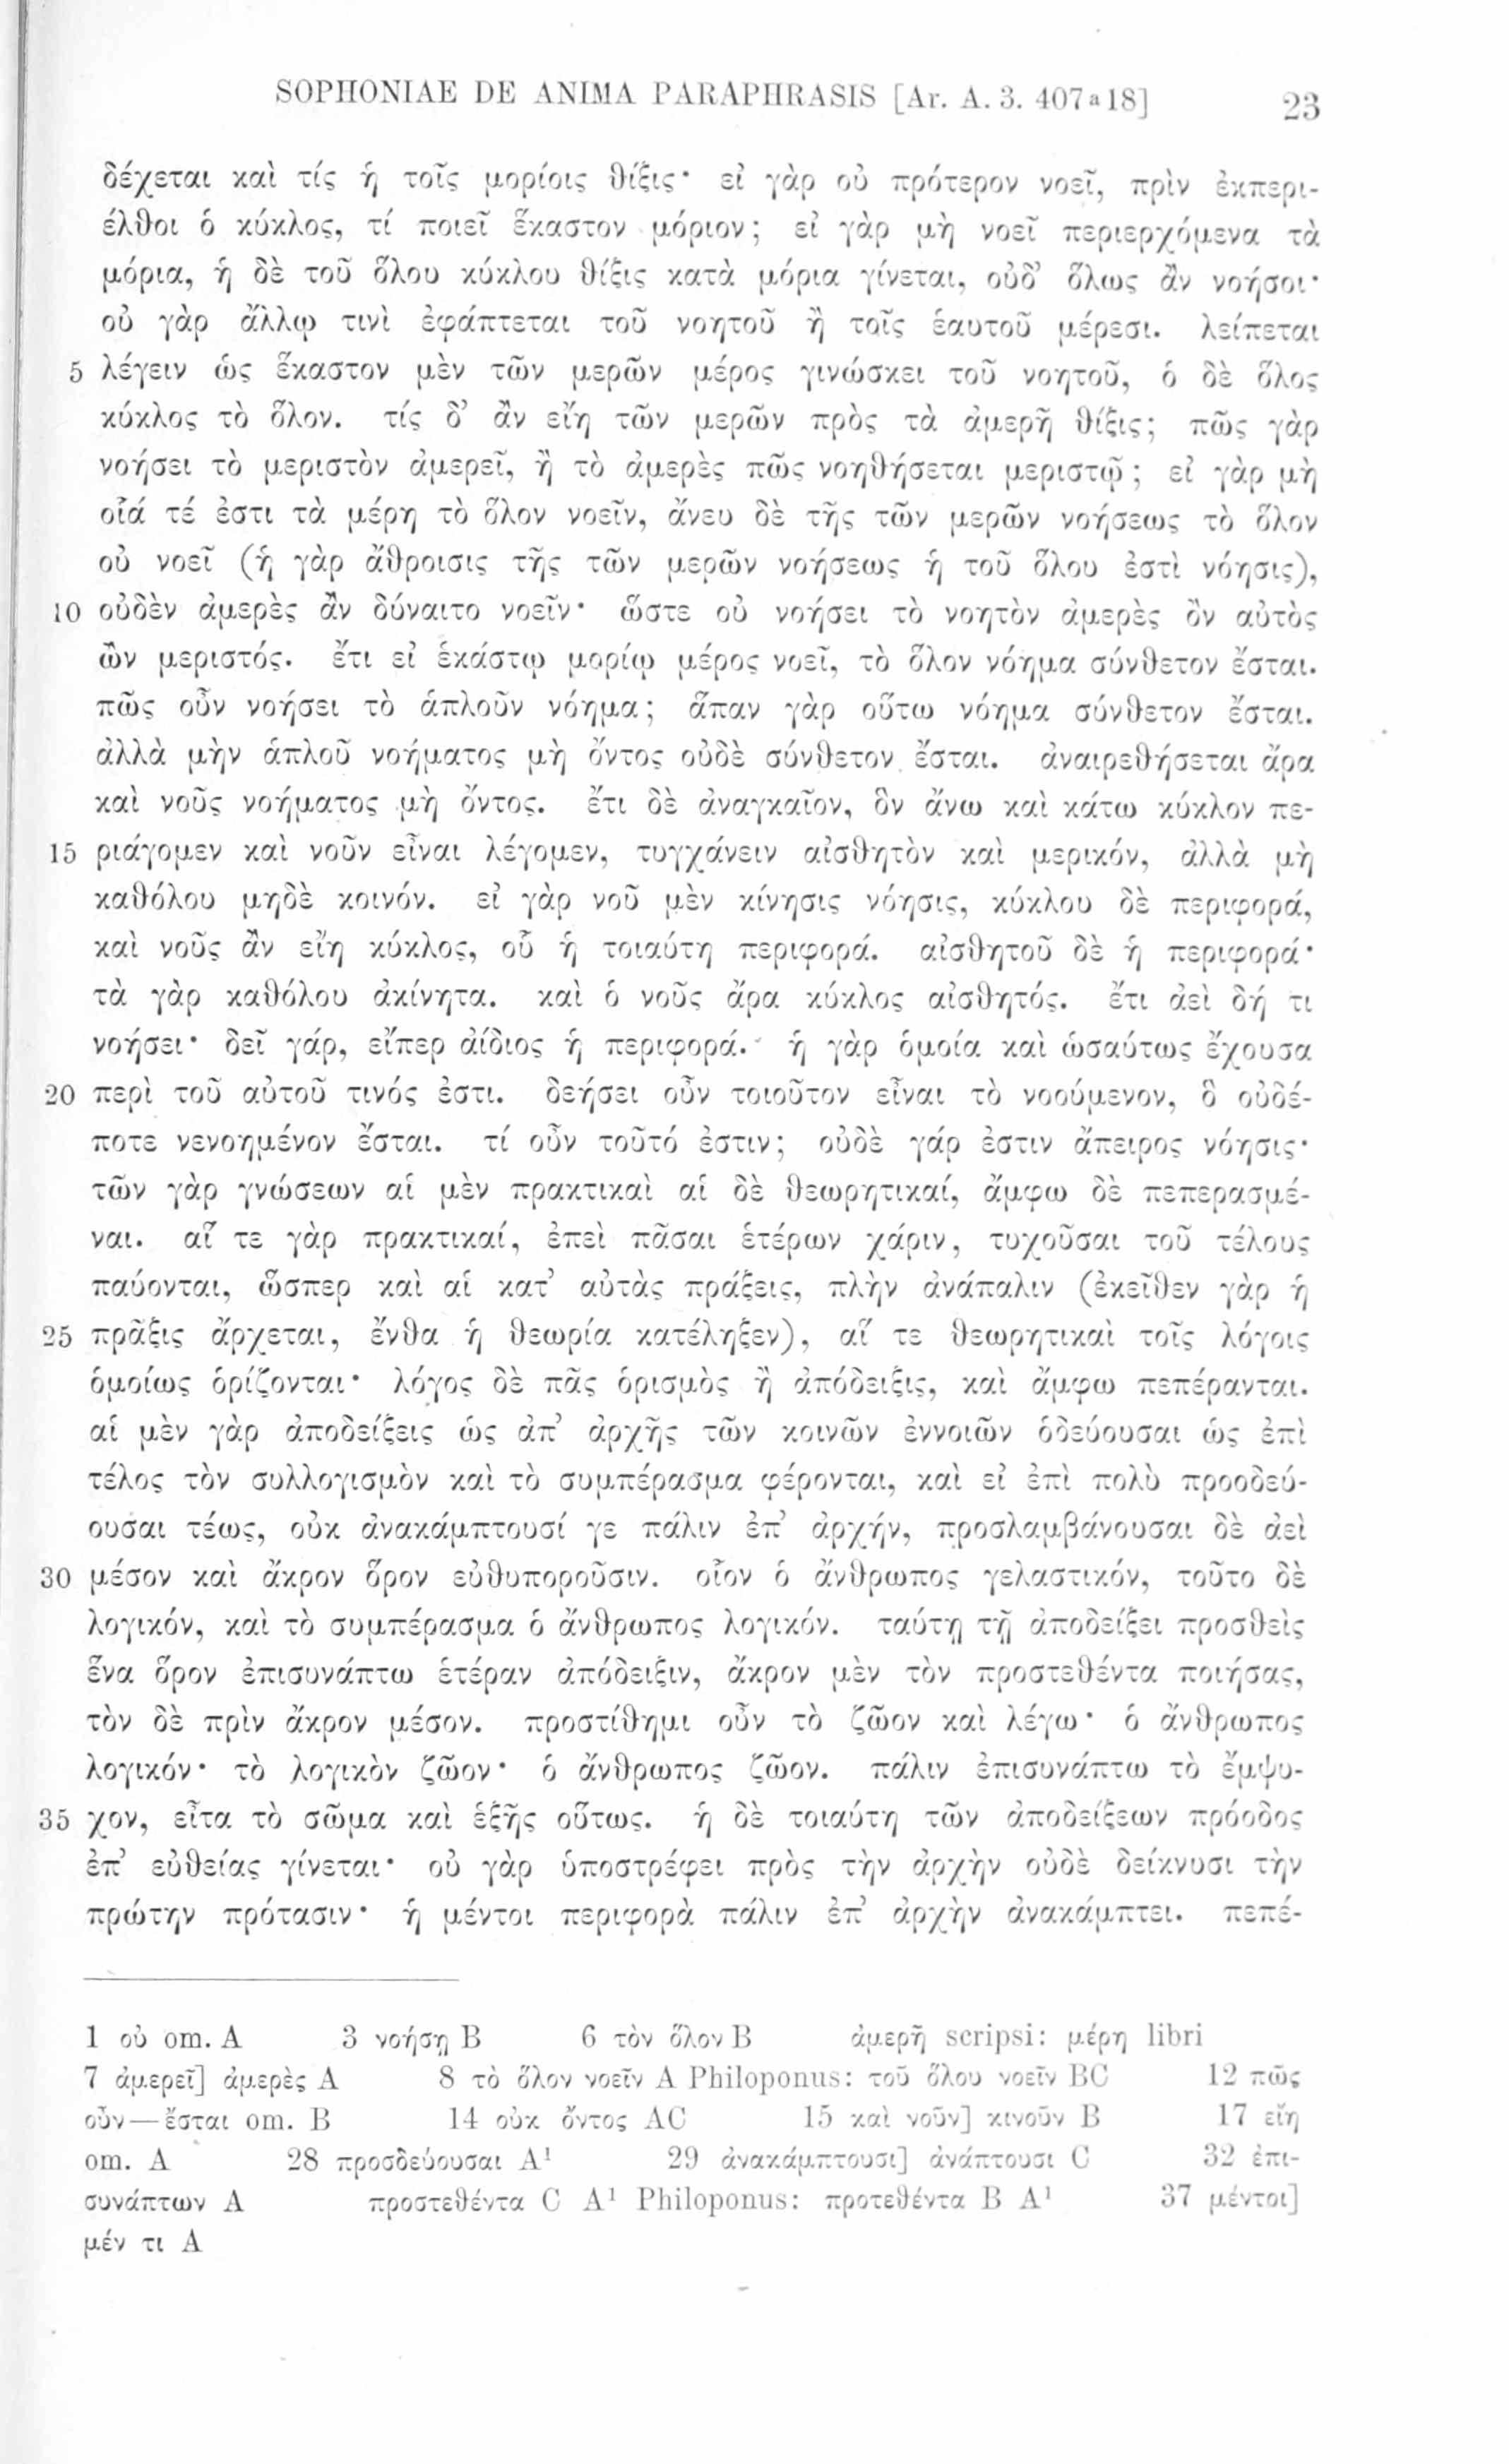 SOPHONIAE DE ANIMA PARAPHRASIS [Ar. A. 3. 407ᵃ18] 23
δέχεται καὶ τίς ἡ τοῖς μορίοις θίξις· εἰ γὰρ οὐ πρότερον νοεῖ, πρὶν ἐκπερι-
έλθοι ὁ κύκλος, τί ποιεῖ ἕκαστον μόριον; εἰ γὰρ μὴ νοεῖ περιερχόμενα τὰ
μόρια, ἡ δὲ τοῦ ὅλου κύκλου θίξις κατὰ μόρια γίνεται, οὐδ’ ὅλως ἂν νοήσοι·
οὐ γὰρ ἄλλῳ τινὶ ἐφάπτεται τοῦ νοητοῦ ἢ τοῖς ἑαυτοῦ μέρεσι. λείπεται
5 λέγειν ὡς ἕκαστον μὲν τῶν μερῶν μέρος γινώσκει τοῦ νοητοῦ, ὁ δὲ ὅλος
κύκλος τὸ ὅλον. τίς δ’ ἂν εἴη τῶν μερῶν πρὸς τὰ ἀμερῆ θίξις; πῶς γὰρ
νοήσει τὸ μεριστὸν ἀμερεῖ, ἢ τὸ ἀμερὲς πῶς νοηθήσεται μεριστῷ; εἰ γὰρ μὴ
οἷά τέ ἐστι τὰ μέρη τὸ ὅλον νοεῖν, ἄνευ δὲ τῆς τῶν μερῶν νοήσεως τὸ ὅλον
οὐ νοεῖ (ἡ γὰρ ἄθροισις τῆς τῶν μερῶν νοήσεως ἡ τοῦ ὅλου ἐστὶ νόησις),
10 οὐδὲν ἀμερὲς ἂν δύναιτο νοεῖν· ὥστε οὐ νοήσει τὸ νοητὸν ἀμερὲς ὂν αὐτὸς
ὢν μεριστός. ἔτι εἰ ἑκάστῳ μορίῳ μέρος νοεῖ, τὸ ὅλον νόημα σύνθετον ἔσται.
πῶς οὖν νοήσει τὸ ἁπλοῦν νόημα; ἅπαν γὰρ οὕτω νόημα σύνθετον ἔσται.
ἀλλὰ μὴν ἁπλοῦ νοήματος μὴ ὄντος οὐδὲ σύνθετον ἔσται. ἀναιρεθήσεται ἄρα
καὶ νοῦς νοήματος μὴ ὄντος. ἔτι δὲ ἀναγκαῖον, ὃν ἄνω καὶ κάτω κύκλον πε-
15 ριάγομεν καὶ νοῦν εἶναι λέγομεν, τυγχάνειν αἰσθητὸν καὶ μερικόν, ἀλλὰ μὴ
καθόλου μηδὲ κοινόν. εἰ γὰρ νοῦ μὲν κίνησις νόησις, κύκλου δὲ περιφορά,
καὶ νοῦς ἂν εἴη κύκλος, οὗ ἡ τοιαύτη περιφορά. αἰσθητοῦ δὲ ἡ περιφορά·
τὰ γὰρ καθόλου ἀκίνητα. καὶ ὁ νοῦς ἄρα κύκλος αἰσθητός. ἔτι ἀεὶ δή τι
νοήσει· δεῖ γάρ, εἴπερ ἀίδιος ἡ περιφορά. ἡ γὰρ ὁμοία καὶ ὡσαύτως ἔχουσα
20 περὶ τοῦ αὐτοῦ τινός ἐστι. δεήσει οὖν τοιοῦτον εἶναι τὸ νοούμενον, ὃ οὐδέ-
ποτε νενοημένον ἔσται. τί οὖν τοῦτό ἐστιν; οὐδὲ γάρ ἐστιν ἄπειρος νόησις·
τῶν γὰρ γνώσεων αἱ μὲν πρακτικαὶ αἱ δὲ θεωρητικαί, ἄμφω δὲ πεπερασμέ-
ναι. αἵ τε γὰρ πρακτικαί, ἐπεὶ πᾶσαι ἑτέρων χάριν, τυχοῦσαι τοῦ τέλους
παύονται, ὥσπερ καὶ αἱ κατ’ αὐτὰς πράξεις, πλὴν ἀνάπαλιν (ἐκεῖθεν γὰρ ἡ
25 πρᾶξις ἄρχεται, ἔνθα ἡ θεωρία κατέληξεν), αἵ τε θεωρητικαὶ τοῖς λόγοις
ὁμοίως ὁρίζονται· λόγος δὲ πᾶς ὁρισμὸς ἢ ἀπόδειξις, καὶ ἄμφω πεπέρανται.
αἱ μὲν γὰρ ἀποδείξεις ὡς ἀπ’ ἀρχῆς τῶν κοινῶν ἐννοιῶν ὁδεύουσαι ὡς ἐπὶ
τέλος τὸν συλλογισμὸν καὶ τὸ συμπέρασμα φέρονται, καὶ εἰ ἐπὶ πολὺ προοδεύ-
ουσαι τέως, οὐκ ἀνακάμπτουσί γε πάλιν ἐπ’ ἀρχήν, προσλαμβάνουσαι δὲ ἀεὶ
30 μέσον καὶ ἄκρον ὅρον εὐθυποροῦσιν. οἷον ὁ ἄνθρωπος γελαστικόν, τοῦτο δὲ
λογικόν, καὶ τὸ συμπέρασμα ὁ ἄνθρωπος λογικόν. ταύτῃ τῇ ἀποδείξει προσθεὶς
ἕνα ὅρον ἐπισυνάπτω ἑτέραν ἀπόδειξιν, ἄκρον μὲν τὸν προστεθέντα ποιήσας,
τὸν δὲ πρὶν ἄκρον μέσον. προστίθημι οὖν τὸ ζῶον καὶ λέγω· ὁ ἄνθρωπος
λογικόν· τὸ λογικὸν ζῶον· ὁ ἄνθρωπος ζῶον. πάλιν ἐπισυνάπτω τὸ ἔμψυ-
35 χον, εἶτα τὸ σῶμα καὶ ἑξῆς οὕτως. ἡ δὲ τοιαύτη τῶν ἀποδείξεων πρόοδος
ἐπ’ εὐθείας γίνεται· οὐ γὰρ ὑποστρέφει πρὸς τὴν ἀρχὴν οὐδὲ δείκνυσι τὴν
πρώτην πρότασιν· ἡ μέντοι περιφορὰ πάλιν ἐπ’ ἀρχὴν ἀνακάμπτει. πεπέ-
1 οὐ om. A 3 νοήσῃ B 6 τὸν ὅλον B ἀμερῆ scripsi: μέρη libri
7 ἀμερεῖ] ἀμερὲς A 8 τὸ ὅλον νοεῖν A Philoponus: τοῦ ὅλου νοεῖν BC 12 πῶς
οὖν — ἔσται om. B 14 οὐκ ὄντος AC 15 καὶ νοῦν] κινοῦν B 17 εἴη
om. A 28 προσδεύουσαι A¹ 29 ἀνακάμπτουσι] ἀνάπτουσι C 32 ἐπι-
συνάπτων A προστεθέντα C A¹ Philoponus: προτεθέντα B A¹ 37 μέντοι]
μέν τι A